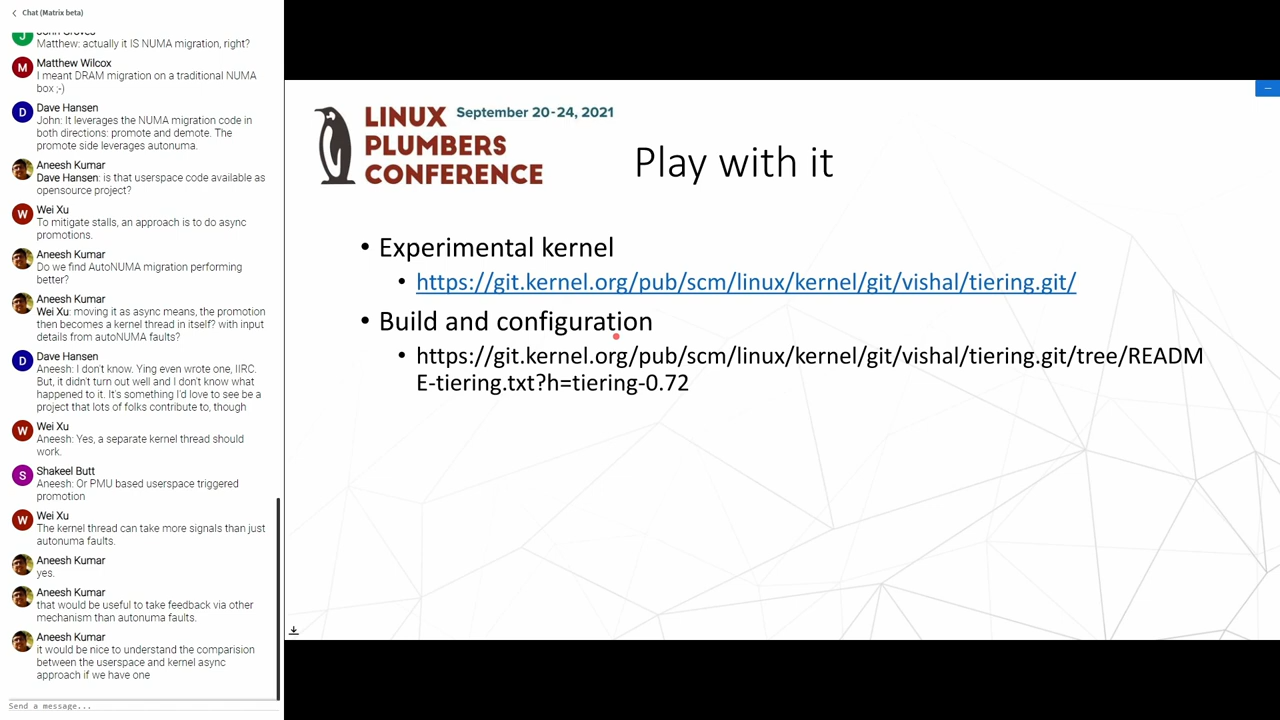 Chat (Matrix beta)
John Groves
Matthew: actually it IS NUMA migration, right?
M
Matthew Wilcox
I meant DRAM migration on a traditional NUMA
box ;-)
D
Dave Hansen
John: It leverages the NUMA migration code in
both directions: promote and demote. The
promote side leverages autonuma.
Aneesh Kumar
Dave Hansen: is that userspace code available as
opensource project?
W
Wei Xu
To mitigate stalls, an approach is to do async
promotions.
Aneesh Kumar
Do we find AutoNUMA migration performing
better?
Aneesh Kumar
Wei Xu: moving it as async means, the promotion
then becomes a kernel thread in itself? with input
details from autoNUMA faults?
D
Dave Hansen
Aneesh: I don't know. Ying even wrote one, IIRC.
But, it didn't turn out well and I don't know what
happened to it. It's something I'd love to see be a
project that lots of folks contribute to, though
W
Wei Xu
Aneesh: Yes, a separate kernel thread should
work.
S
Shakeel Butt
Aneesh: Or PMU based userspace triggered
promotion
W
Wei Xu
The kernel thread can take more signals than just
autonuma faults.
Aneesh Kumar
yes.
Aneesh Kumar
that would be useful to take feedback via other
mechanism than autonuma faults.
Aneesh Kumar
it would be nice to understand the comparision
between the userspace and kernel async
approach if we have one
Send a message...
LINUX
PLUMBERS
CONFERENCE
September 20-24, 2021
Play with it
• Experimental kernel
• https://git.kernel.org/pub/scm/linux/kernel/git/vishal/tiering.git/
• Build and configuration
• https://git.kernel.org/pub/scm/linux/kernel/git/vishal/tiering.git/tree/READM
E-tiering.txt?h=tiering-0.72